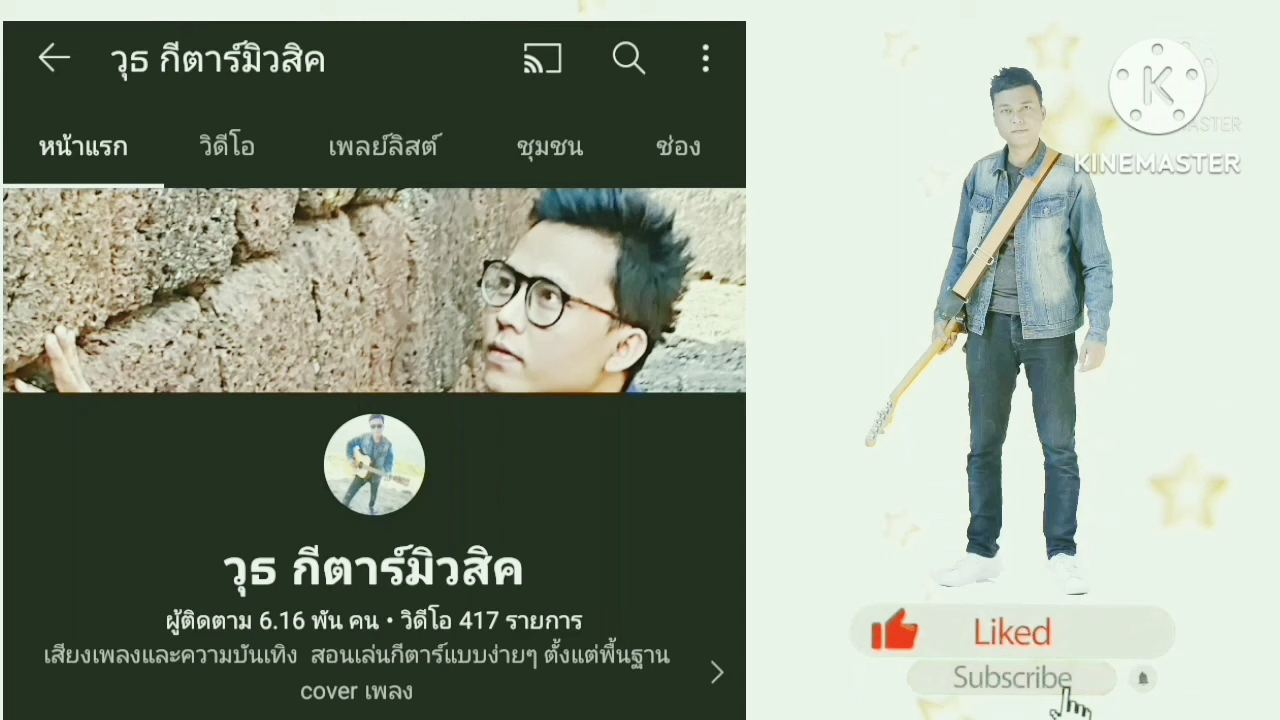 วุธ กีตาร์มิวสิค
หน้าแรก วิดีโอ เพลย์ลิสต์ ชุมชน ช่อง
วุธ กีตาร์มิวสิค
ผู้ติดตาม 6.16 พัน คน • วิดีโอ 417 รายการ
เสียงเพลงและความบันเทิง สอนเล่นกีตาร์แบบง่ายๆ ตั้งแต่พื้นฐาน
cover เพลง
K
KINEMASTER
Liked
Subscribe